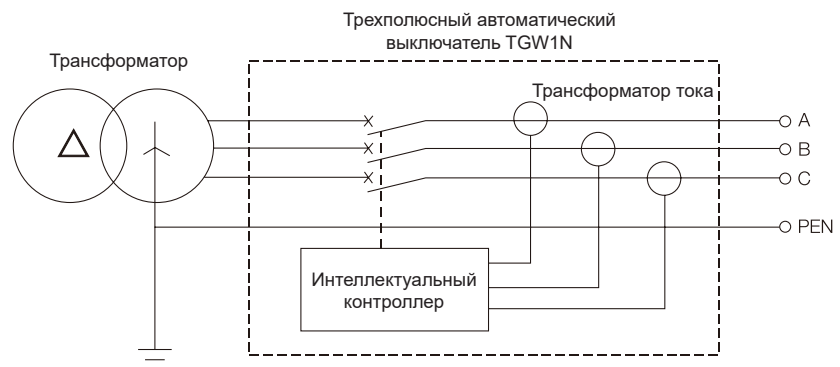 Трехполюсный автоматический
выключатель TGW1N
Трансформатор
Трансформатор тока
A
B
C
PEN
Интеллектуальный
контроллер